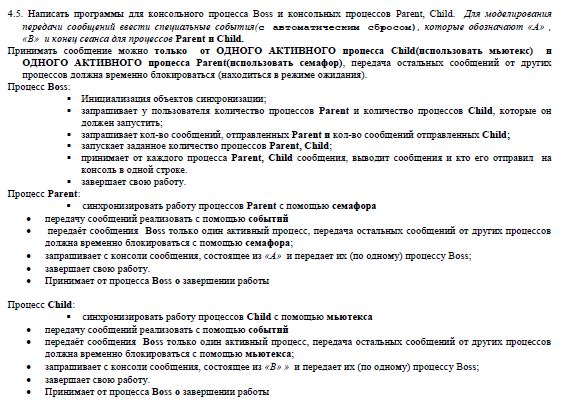 4.5. Написать программы для консольного процесса Boss и консольных процессов Parent, Child. Для моделирования
передачи сообщений ввести специальные события(с автоматическим сбросом), которые обозначают «А» ,
«В» и конец сеанса для процессов Parent и Child.
Принимать сообщение можно только от ОДНОГО АКТИВНОГО процесса Child(использовать мьютекс) и
ОДНОГО АКТИВНОГО процесса Parent(использовать семафор), передача остальных сообщений от других
процессов должна временно блокироваться (находиться в режиме ожидания).
Процесс Boss:
▪ Инициализация объектов синхронизации;
▪ запрашивает у пользователя количество процессов Parent и количество процессов Child, которые он
должен запустить;
▪ запрашивает кол-во сообщений, отправленных Parent и кол-во сообщений отправленных Child;
▪ запускает заданное количество процессов Parent, Child;
▪ принимает от каждого процесса Parent, Child сообщения, выводит сообщения и кто его отправил на
консоль в одной строке.
▪ завершает свою работу.
Процесс Parent:
▪ синхронизировать работу процессов Parent с помощью семафора
• передачу сообщений реализовать с помощью событий
• передаёт сообщения Boss только один активный процесс, передача остальных сообщений от других процессов
должна временно блокироваться с помощью семафора;
• запрашивает с консоли сообщения, состоящее из «А» и передает их (по одному) процессу Boss;
• завершает свою работу.
• Принимает от процесса Boss о завершении работы
Процесс Child:
▪ синхронизировать работу процессов Child с помощью мьютекса
• передачу сообщений реализовать с помощью событий
• передаёт сообщения Boss только один активный процесс, передача остальных сообщений от других процессов
должна временно блокироваться с помощью мьютекса;
• запрашивает с консоли сообщения, состоящее из «В» » и передает их (по одному) процессу Boss;
• завершает свою работу.
• Принимает от процесса Boss о завершении работы